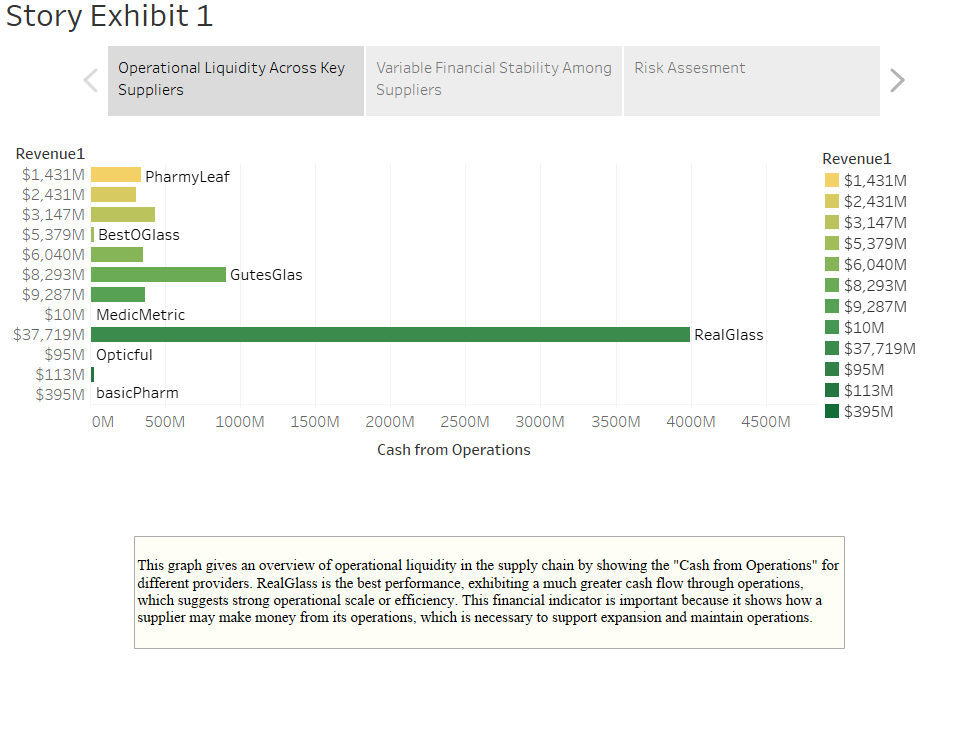 Story Exhibit 1
Operational Liquidity Across Key
Suppliers
Variable Financial Stability Among
Suppliers
Risk Assesment
Revenue1
$1,431M PharmyLeaf
$2,431M
$3,147M
$5,379M BestOGlass
$6,040M
$8,293M GutesGlas
$9,287M
$10M MedicMetric
$37,719M RealGlass
$95M Opticful
$113M
$395M basicPharm
0M 500M 1000M 1500M 2000M 2500M 3000M 3500M 4000M 4500M
Cash from Operations
Revenue1
$1,431M
$2,431M
$3,147M
$5,379M
$6,040M
$8,293M
$9,287M
$10M
$37,719M
$95M
$113M
$395M
This graph gives an overview of operational liquidity in the supply chain by showing the "Cash from Operations" for
different providers. RealGlass is the best performance, exhibiting a much greater cash flow through operations,
which suggests strong operational scale or efficiency. This financial indicator is important because it shows how a
supplier may make money from its operations, which is necessary to support expansion and maintain operations.